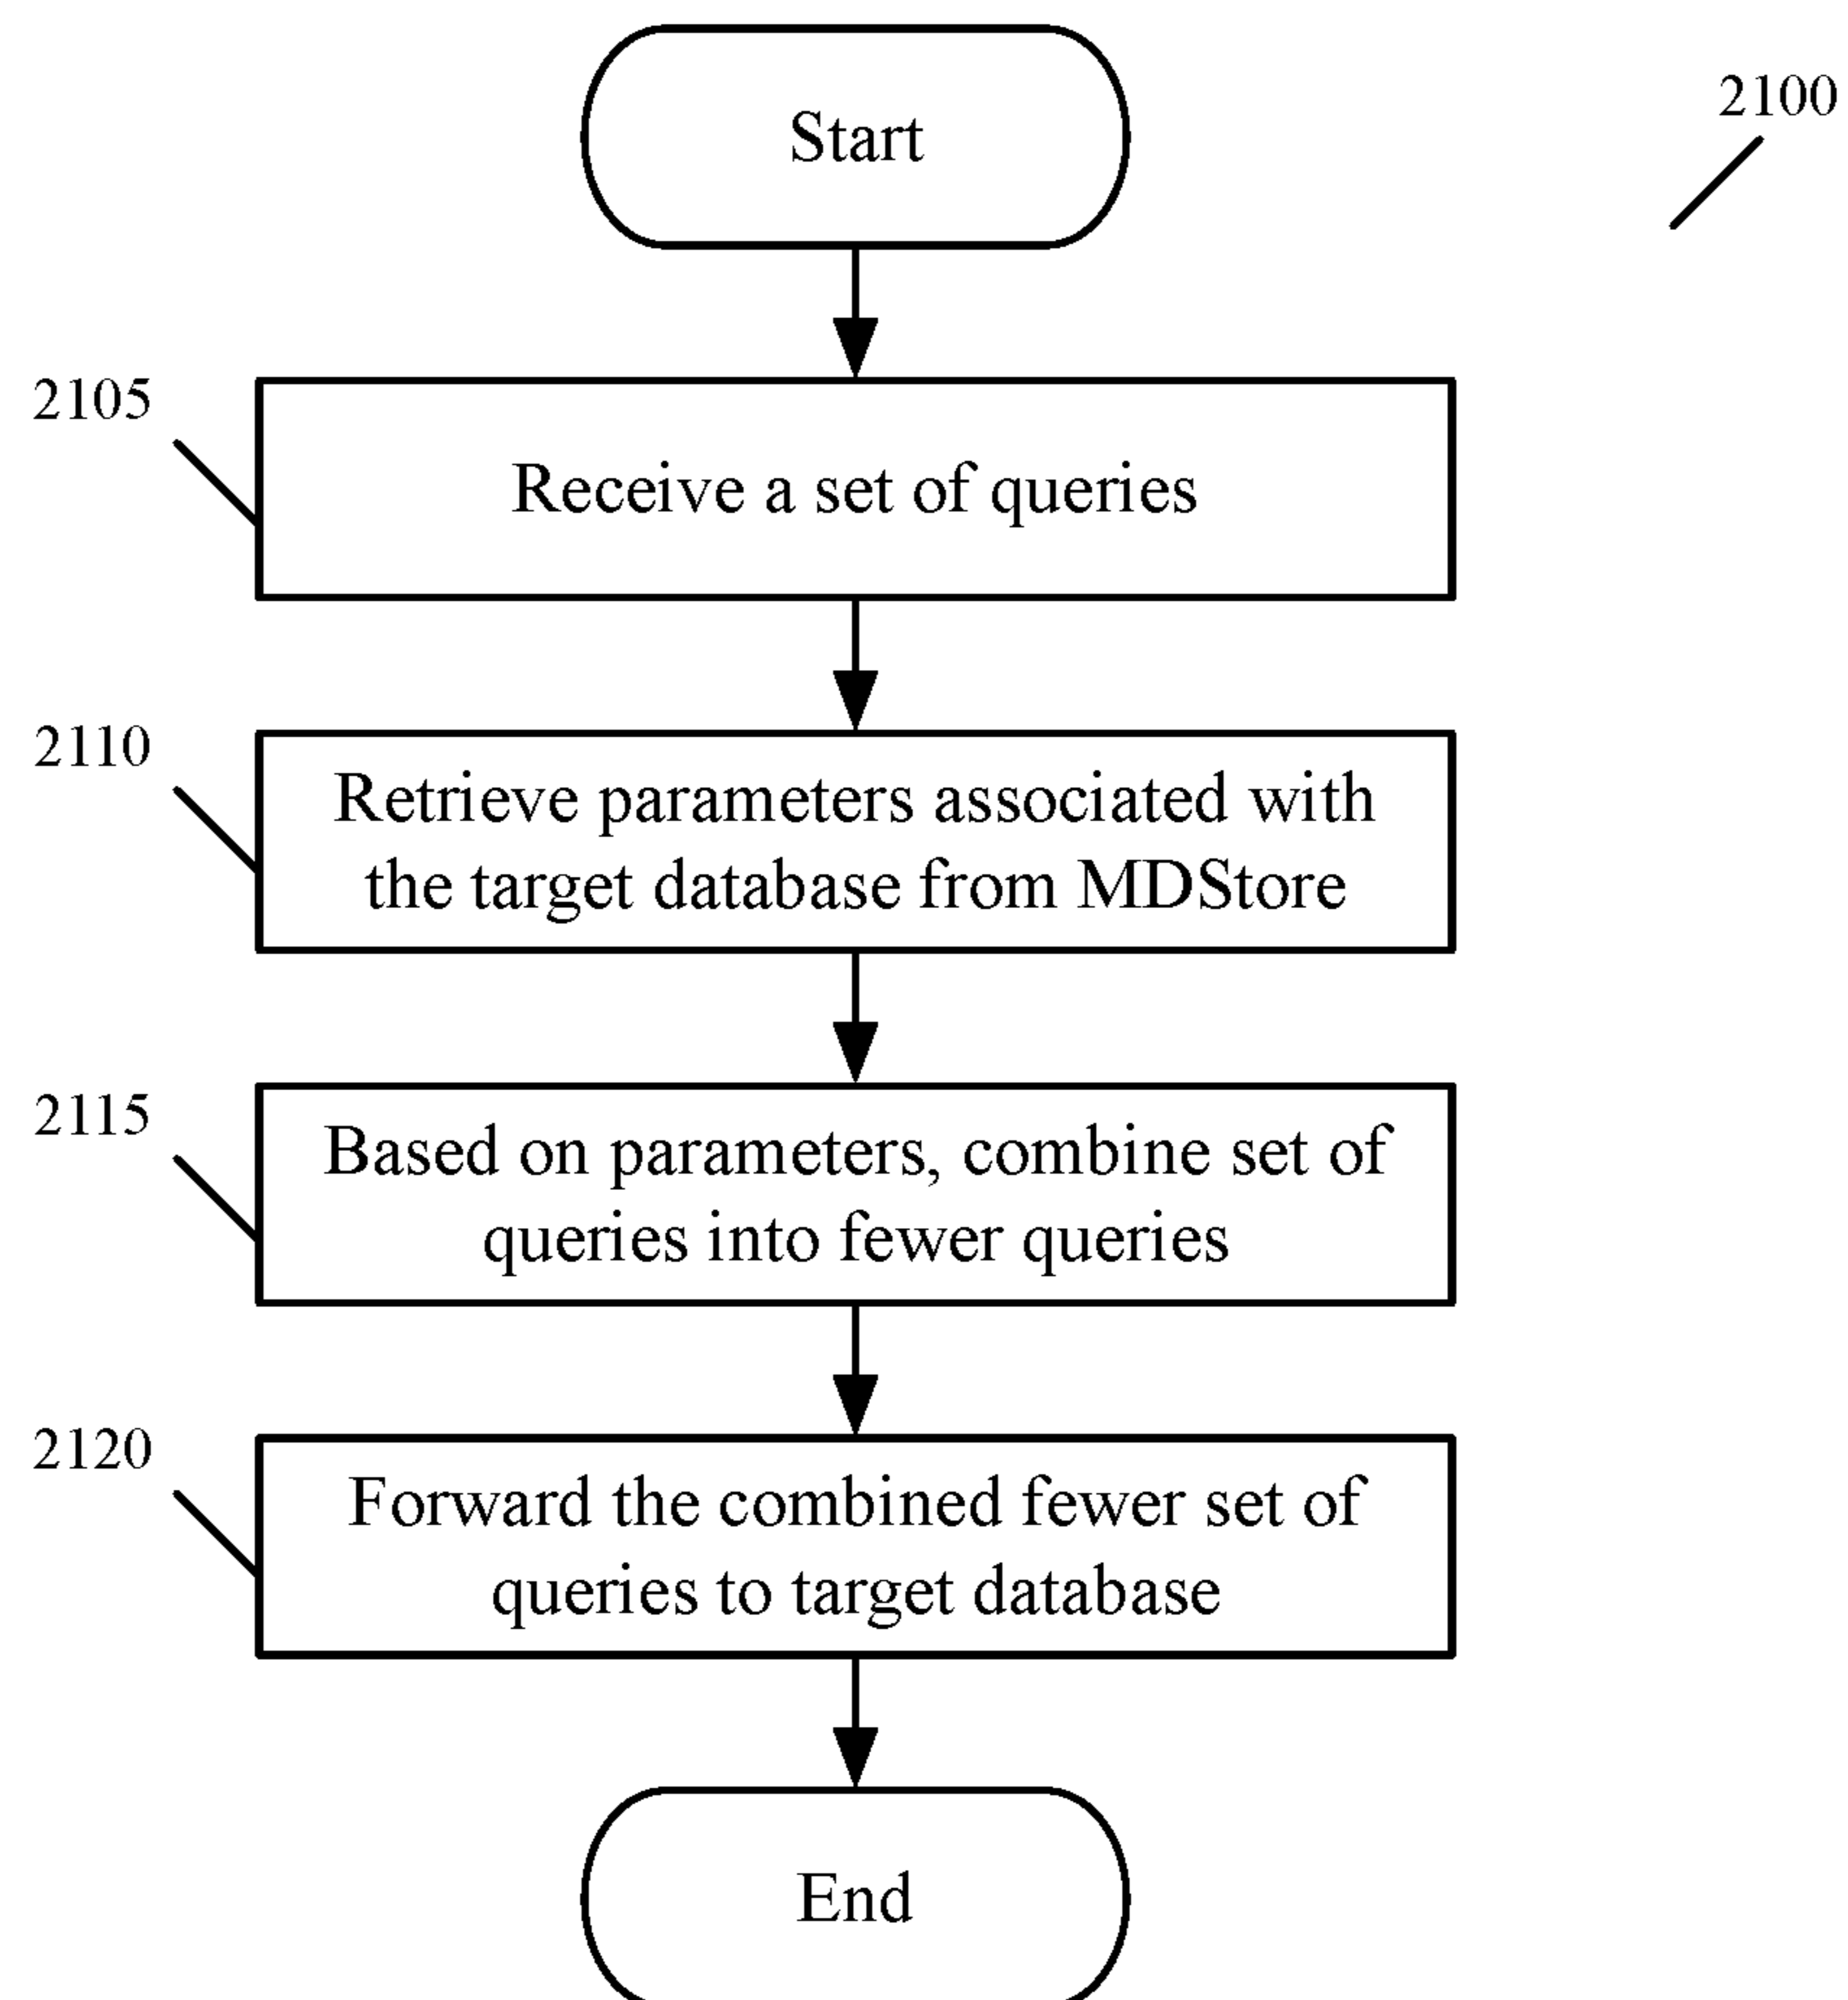 Start
2100
2105
Receive a set of queries
2110
Retrieve parameters associated with
the target database from MDStore
2115
Based on parameters, combine set of
queries into fewer queries
2120
Forward the combined fewer set of
queries to target database
End